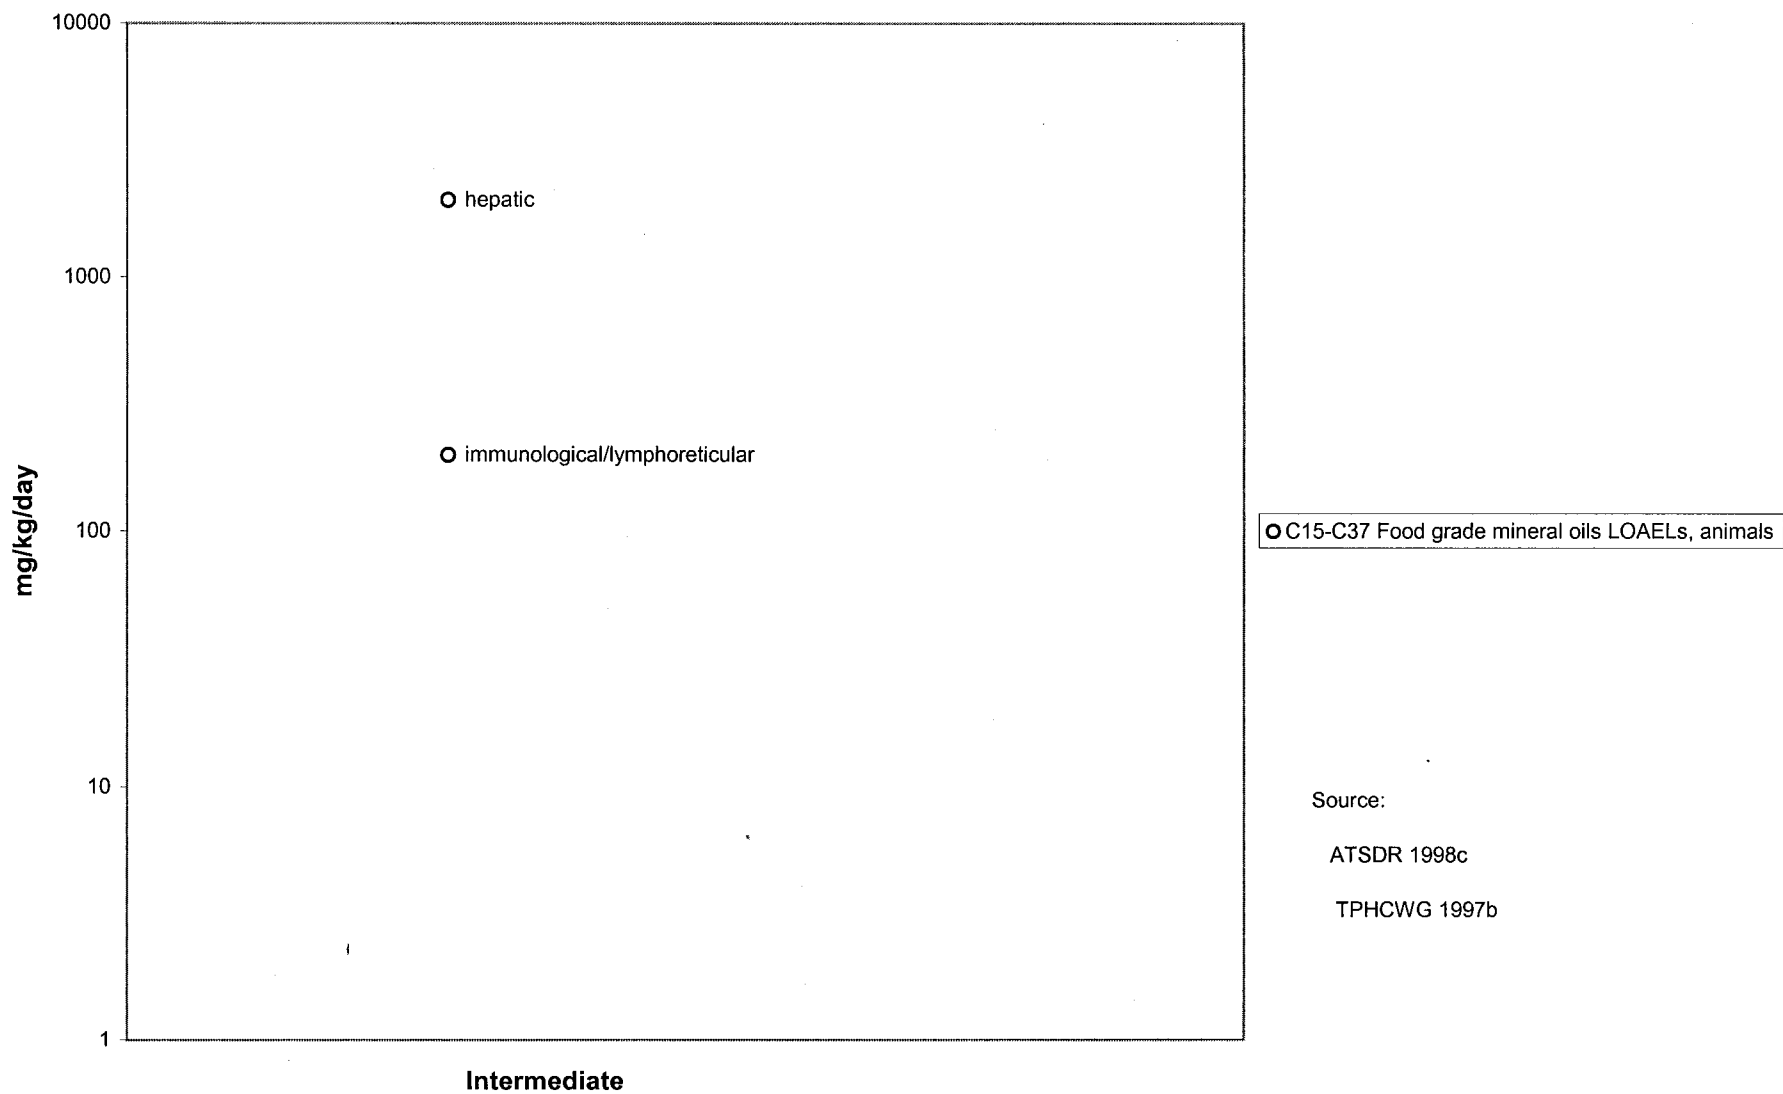 10000
hepatic
1000
immunological/lymphoreticular
mg/kg/day
100
C15-C37 Food grade mineral oils LOAELs, animals
10
Source:
ATSDR 1998c
TPHCWG 1997b
1
Intermediate